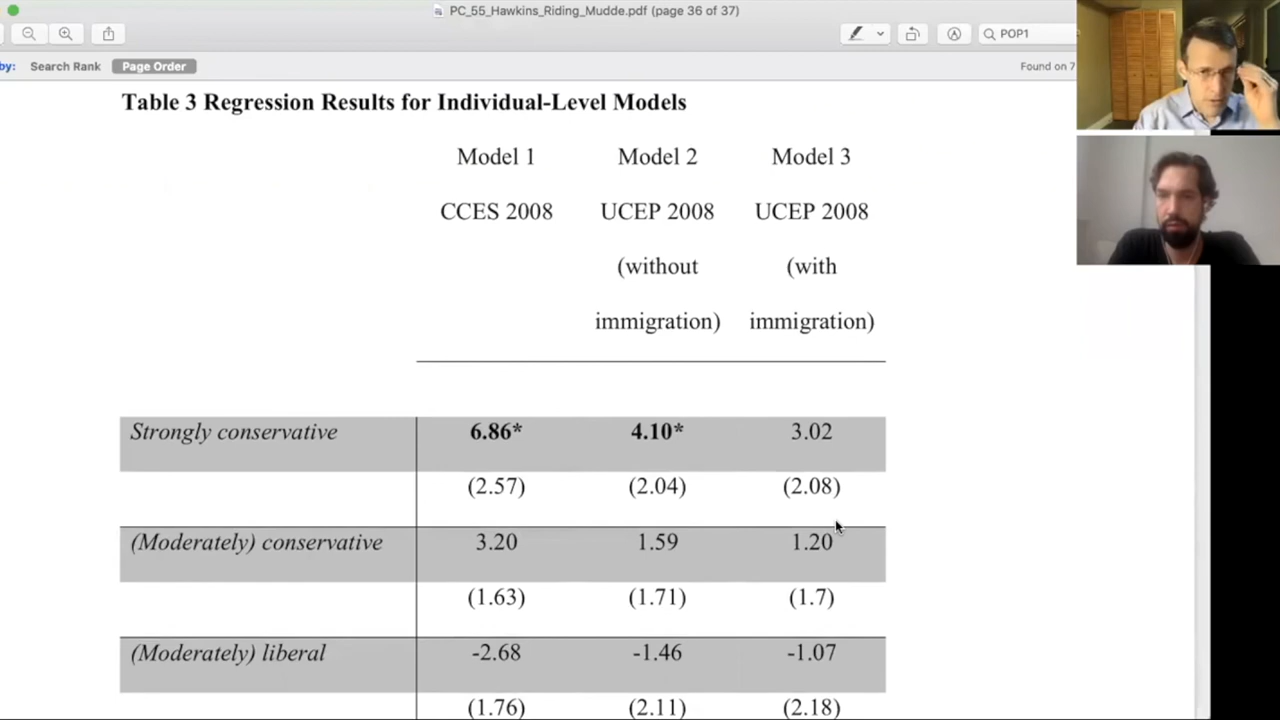 PC_55_Hawkins_Riding_Mudde.pdf (page 36 of 37)
POP1
by: Search Rank Page Order Found on 7
Table 3 Regression Results for Individual-Level Models
Model 1 Model 2 Model 3
CCES 2008 UCEP 2008 UCEP 2008
(without (with
immigration) immigration)
Strongly conservative 6.86* 4.10* 3.02
(2.57) (2.04) (2.08)
(Moderately) conservative 3.20 1.59 1.20
(1.63) (1.71) (1.7)
(Moderately) liberal -2.68 -1.46 -1.07
(1.76) (2.11) (2.18)